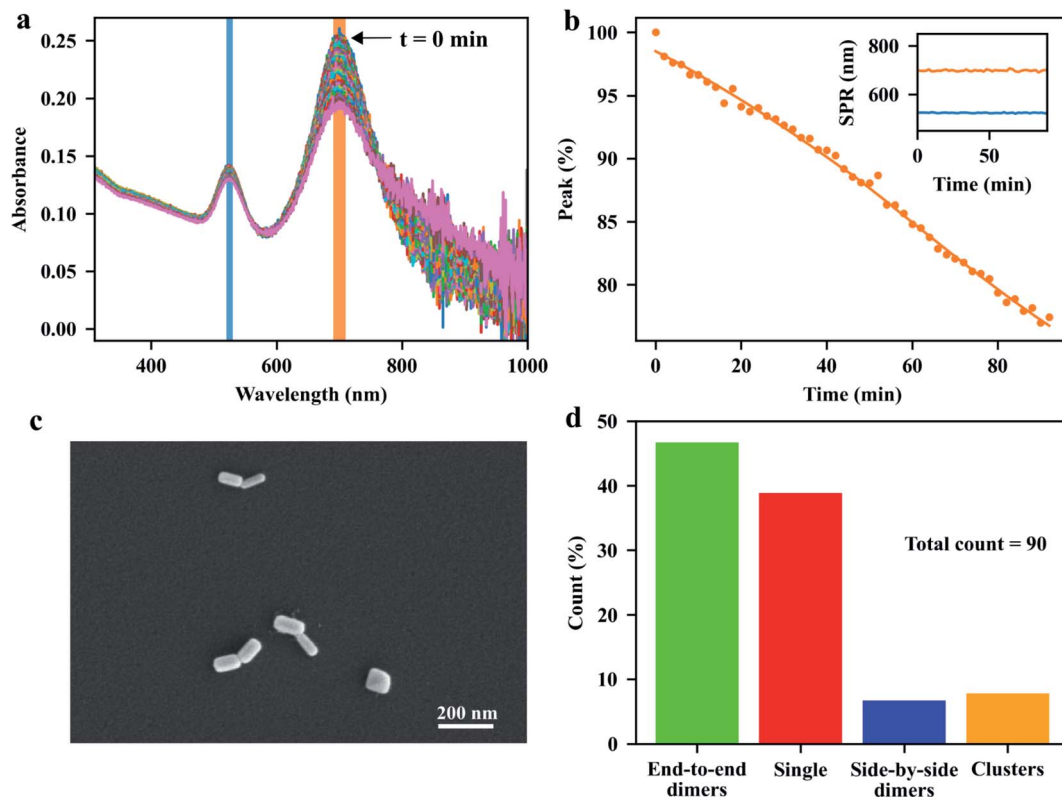 a
t = 0 min
0.25
0.20
0.15
0.10
0.05
0.00
Absorbance
400
600
800
1000
Wavelength (nm)
b
100
95
90
85
80
Peak (%)
0
20
40
60
80
Time (min)
800
600
SPR (nm)
50
Time (min)
c
200 nm
d
50
40
30
20
10
0
Count (%)
Total count = 90
End-to-end
dimers
Single
Side-by-side
dimers
Clusters